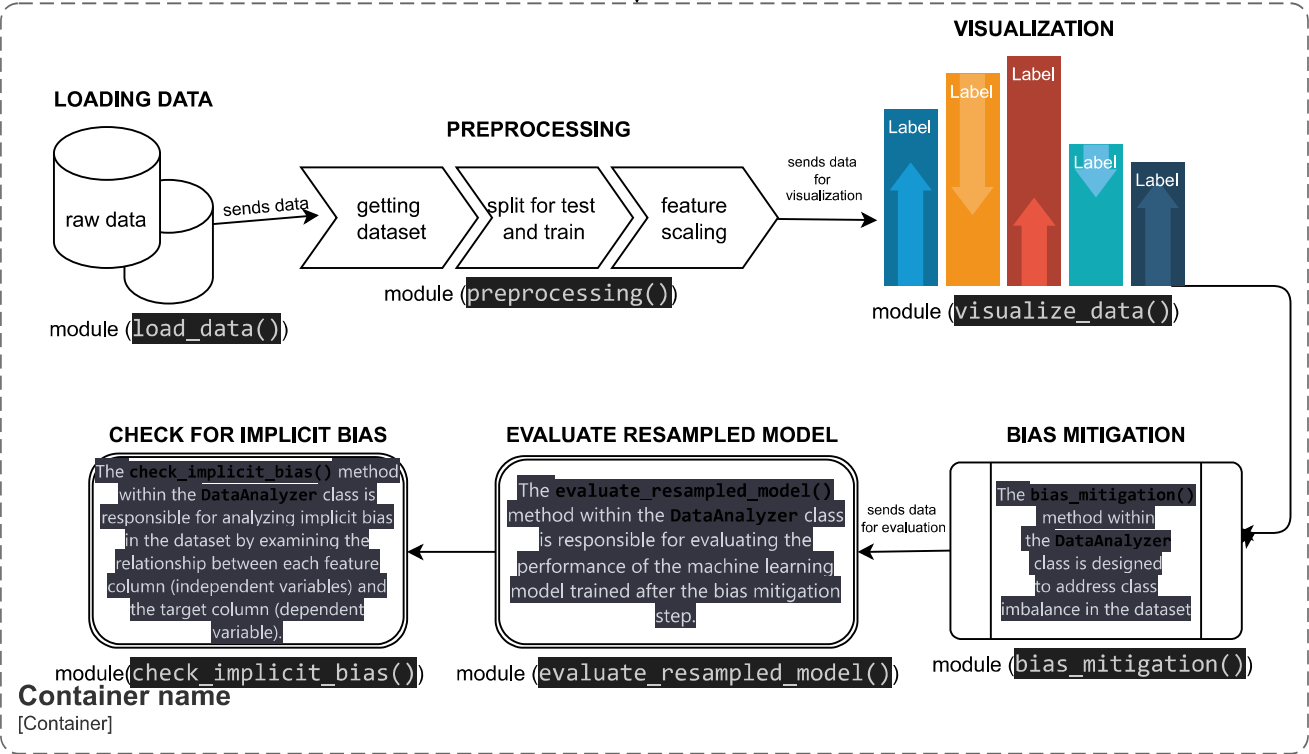 VISUALIZATION
LOADING DATA
PREPROCESSING
Label
Label
Label
Label
Label
raw data
sends data
getting
dataset
split for test
and train
feature
scaling
sends data
for
visualization
module (load_data())
module (preprocessing())
module (visualize_data())
CHECK FOR IMPLICIT BIAS
The check_implicit_bias() method
within the DataAnalyzer class is
responsible for analyzing implicit bias
in the dataset by examining the
relationship between each feature
column (independent variables) and
the target column (dependent
variable).
module(check_implicit_bias())
EVALUATE RESAMPLED MODEL
The evaluate_resampled_model()
method within the DataAnalyzer class
is responsible for evaluating the
performance of the machine learning
model trained after the bias mitigation
step.
module (evaluate_resampled_model())
sends data
for evaluation
BIAS MITIGATION
The bias_mitigation()
method within
the DataAnalyzer
class is designed
to address class
imbalance in the dataset
module (bias_mitigation())
Container name
[Container]